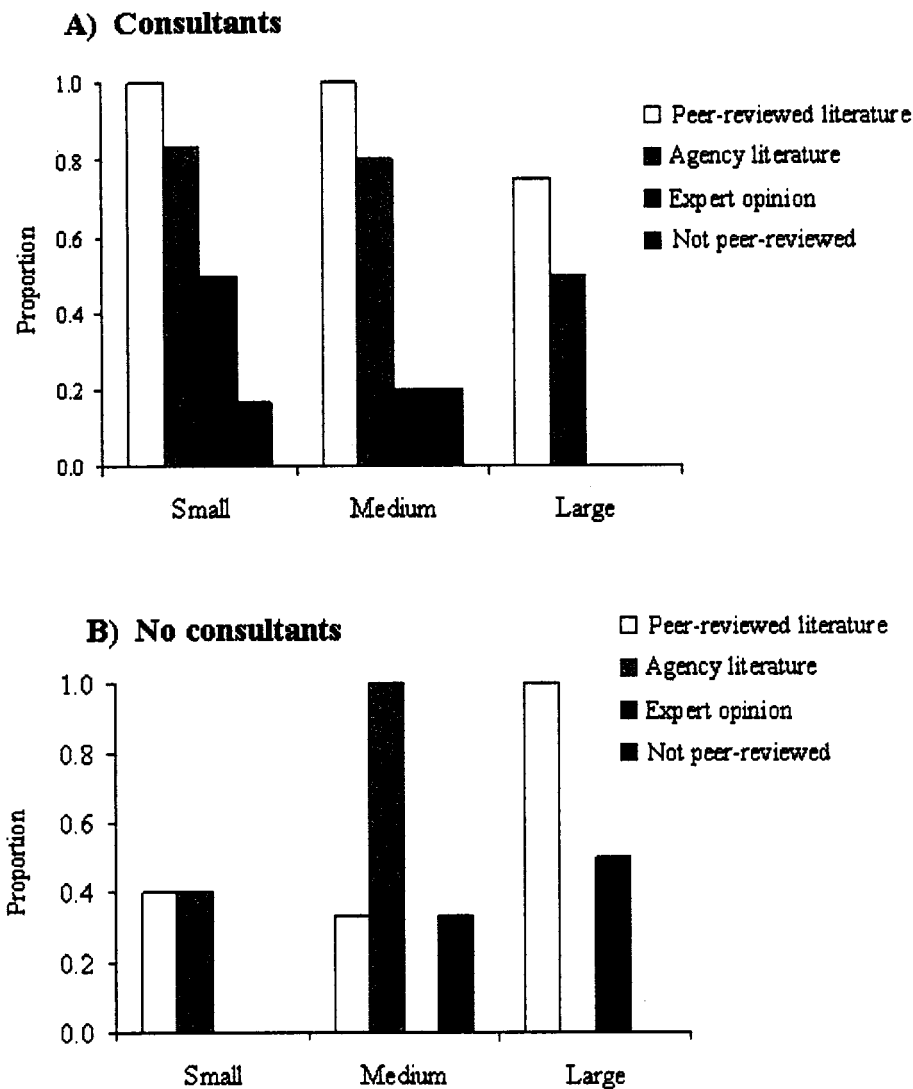 A) Consultants
1.0
0.8
0.6
0.4
0.2
0.0
Proportion
Small Medium Large
Peer-reviewed literature
Agency literature
Expert opinion
Not peer-reviewed
B) No consultants
1.0
0.8
0.6
0.4
0.2
0.0
Proportion
Small Medium Large
Peer-reviewed literature
Agency literature
Expert opinion
Not peer-reviewed